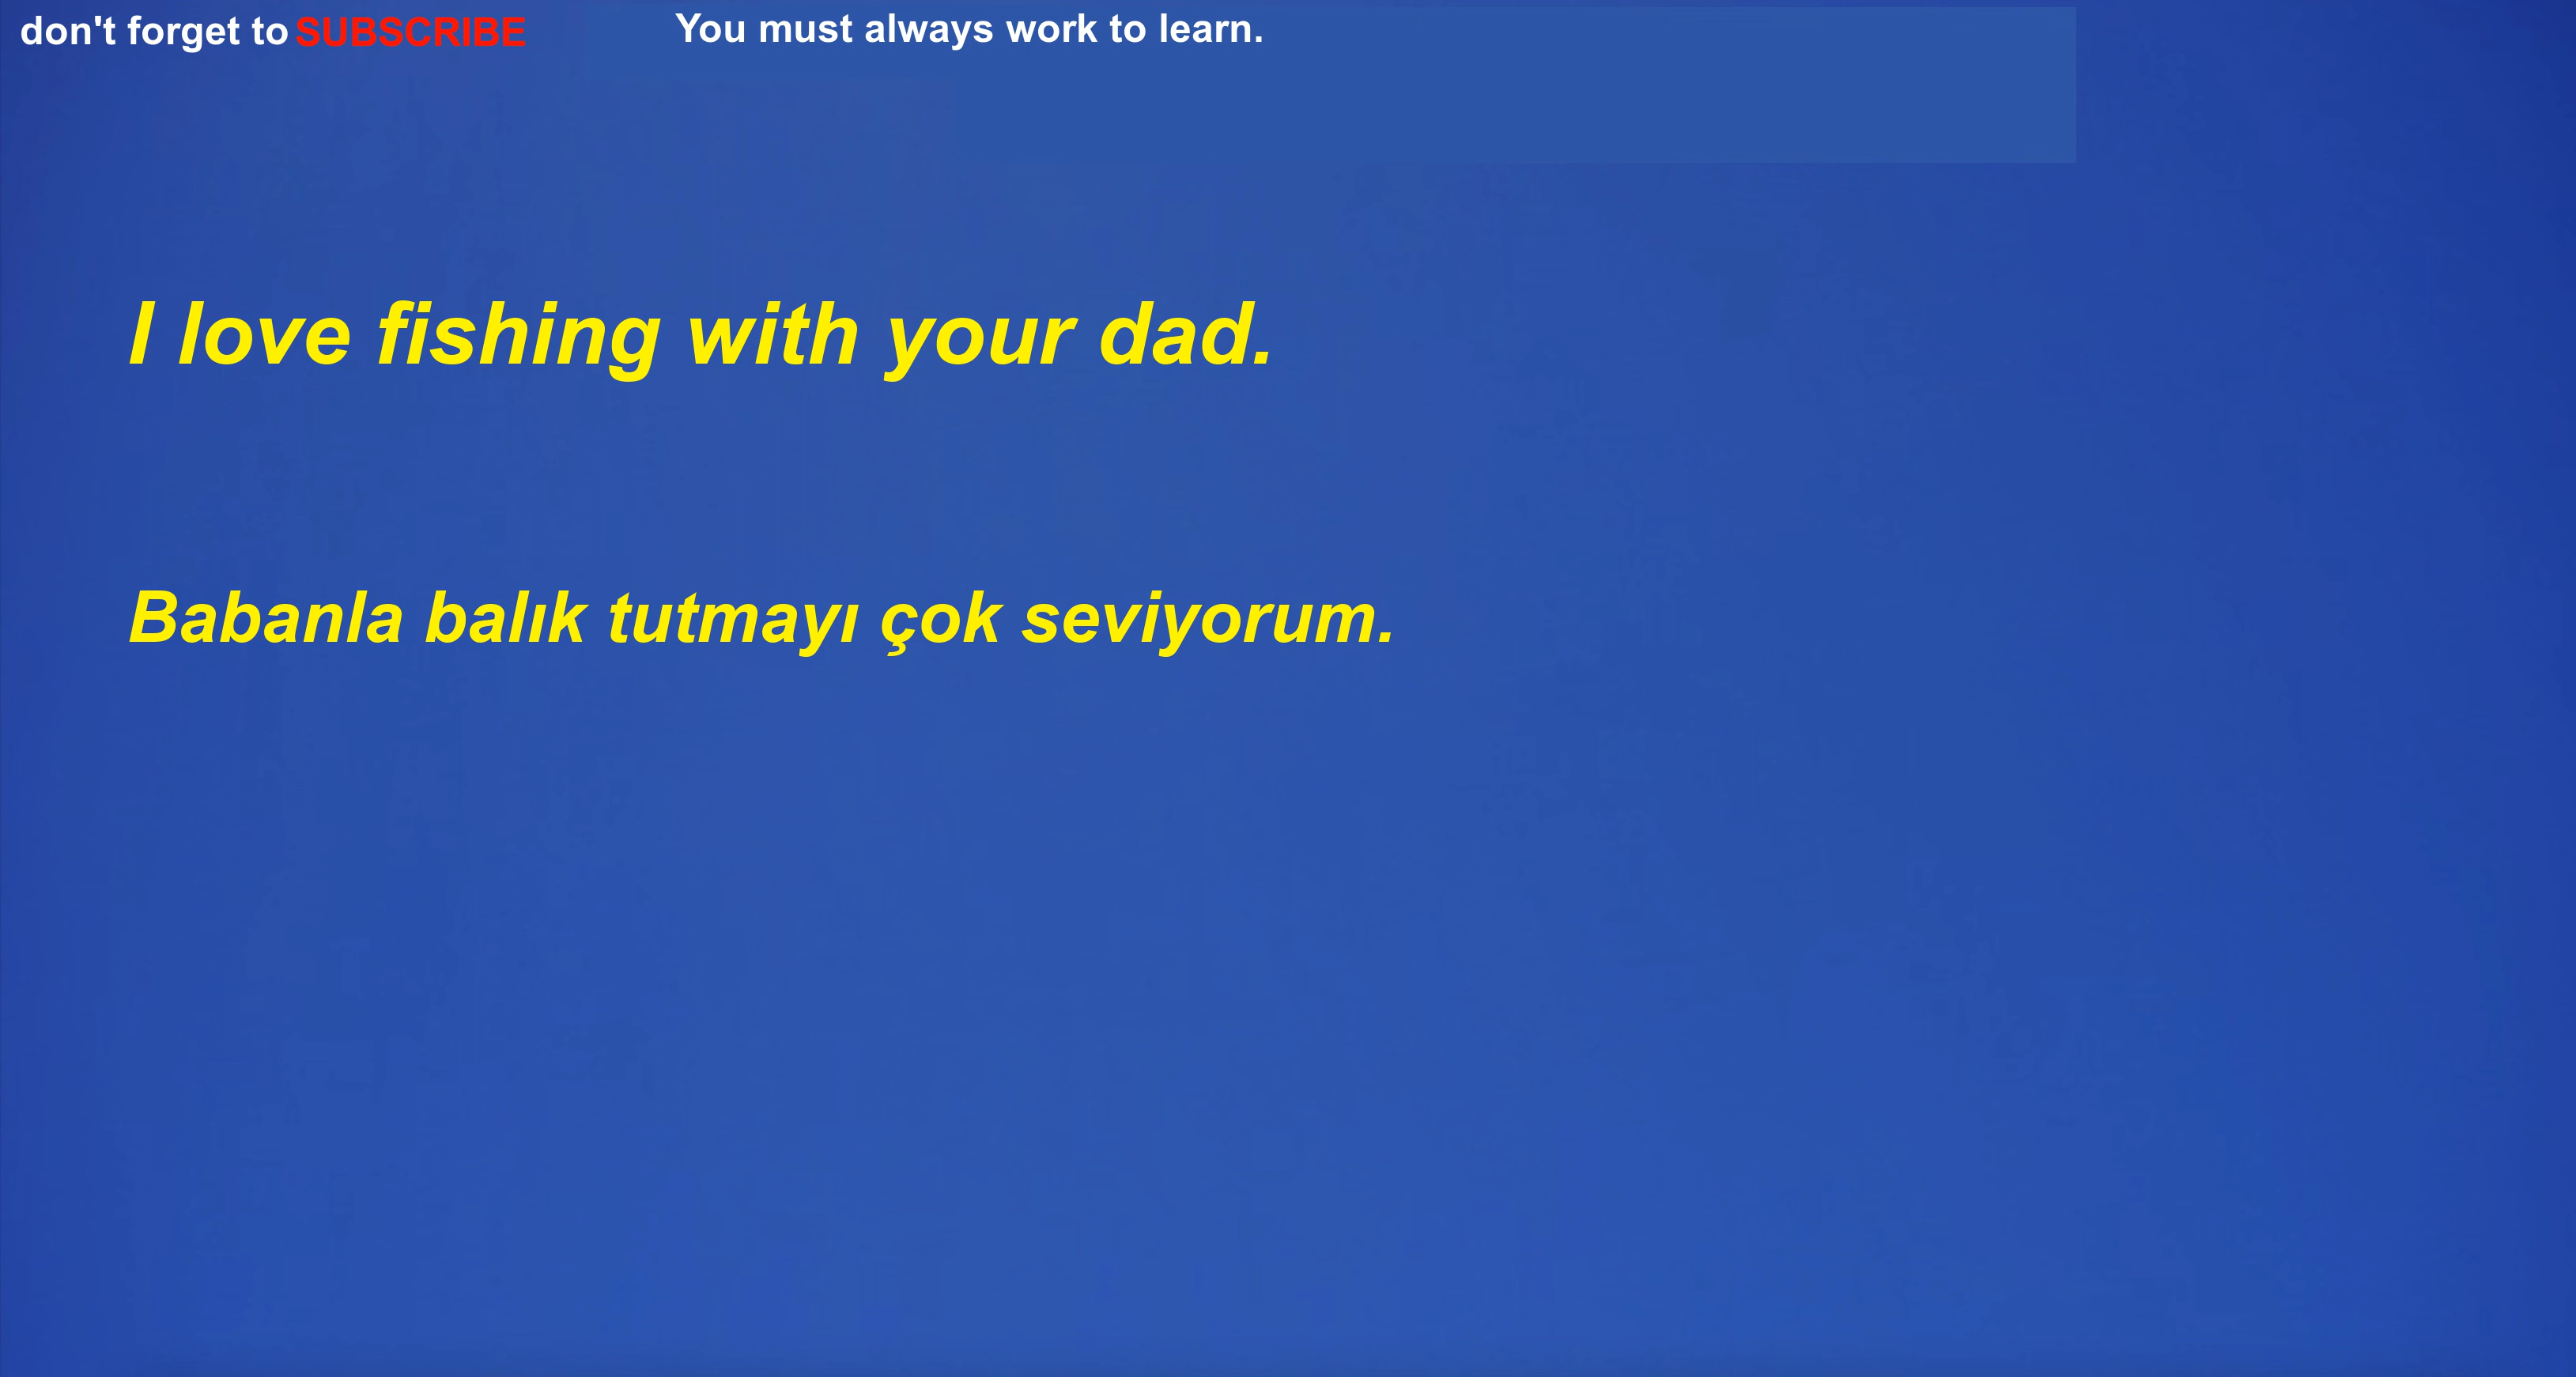 don't forget to SUBSCRIBE You must always work to learn.
I love fishing with your dad.
Babanla balık tutmayı çok seviyorum.